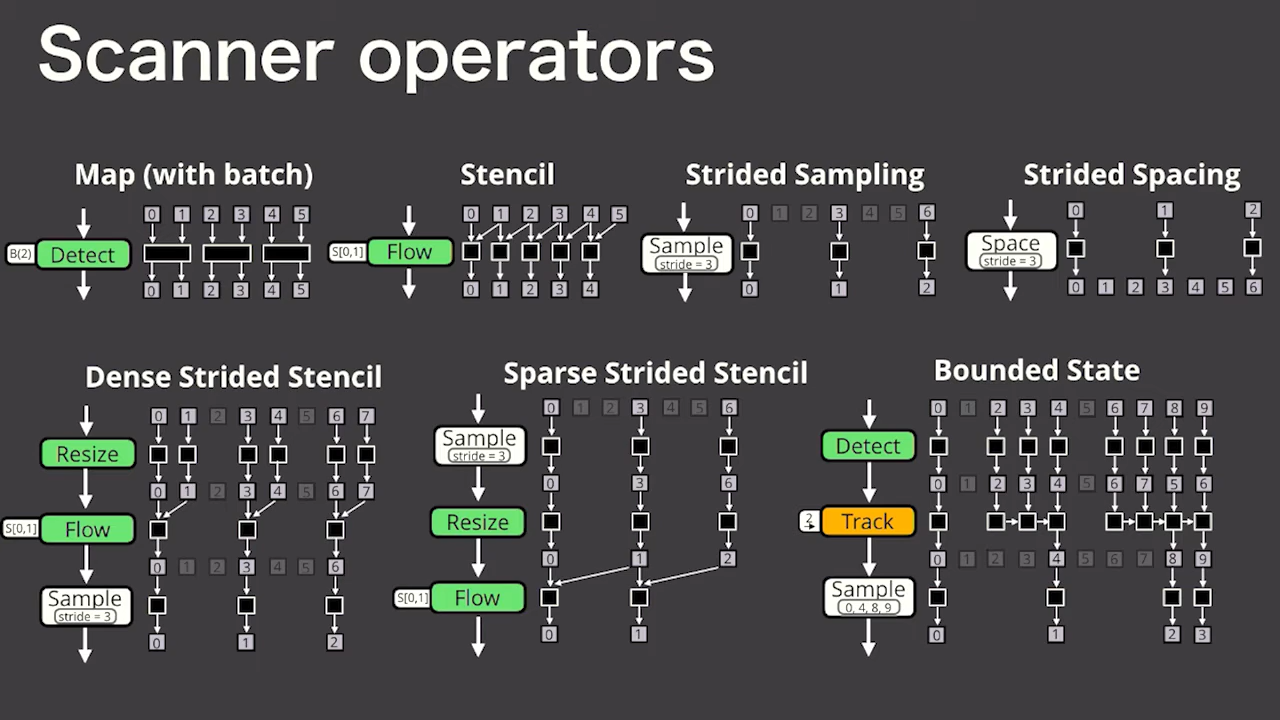 Scanner operators
Map (with batch)
B(2)
Detect
0 1 2 3 4 5
0 1 2 3 4 5
Stencil
S[0,1]
Flow
0 1 2 3 4 5
0 1 2 3 4
Strided Sampling
Sample
stride = 3
0 1 2 3 4 5 6
0 1 2
Strided Spacing
Space
stride = 3
0 1 2
0 1 2 3 4 5 6
Dense Strided Stencil
0 1 2 3 4 5 6 7
Resize
0 1 2 3 4 5 6 7
S[0,1]
Flow
0 1 2 3 4 5 6
Sample
stride = 3
0 1 2
Sparse Strided Stencil
0 1 2 3 4 5 6
Sample
stride = 3
0 3 6
Resize
0 1 2
S[0,1]
Flow
0 1
Bounded State
0 1 2 3 4 5 6 7 8 9
Detect
0 1 2 3 4 5 6 7 5 6
2
Track
0 1 2 3 4 5 6 7 8 9
Sample
0, 4, 8, 9
0 1 2 3